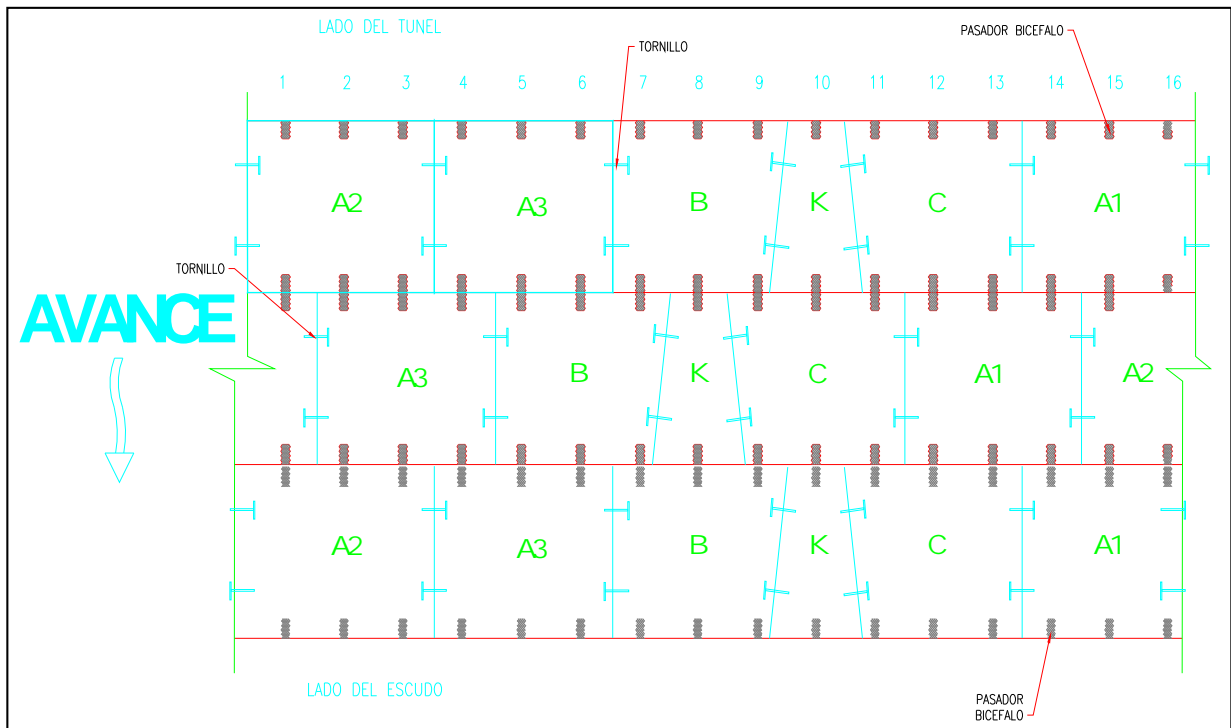 LADO DEL TUNEL
PASADOR BICEFALO
TORNILLO
1 2 3 4 5 6 7 8 9 10 11 12 13 14 15 16
A2 A3 B K C A1
TORNILLO
AVANCE
A3 B K C A1 A2
A2 A3 B K C A1
LADO DEL ESCUDO
PASADOR
BICEFALO